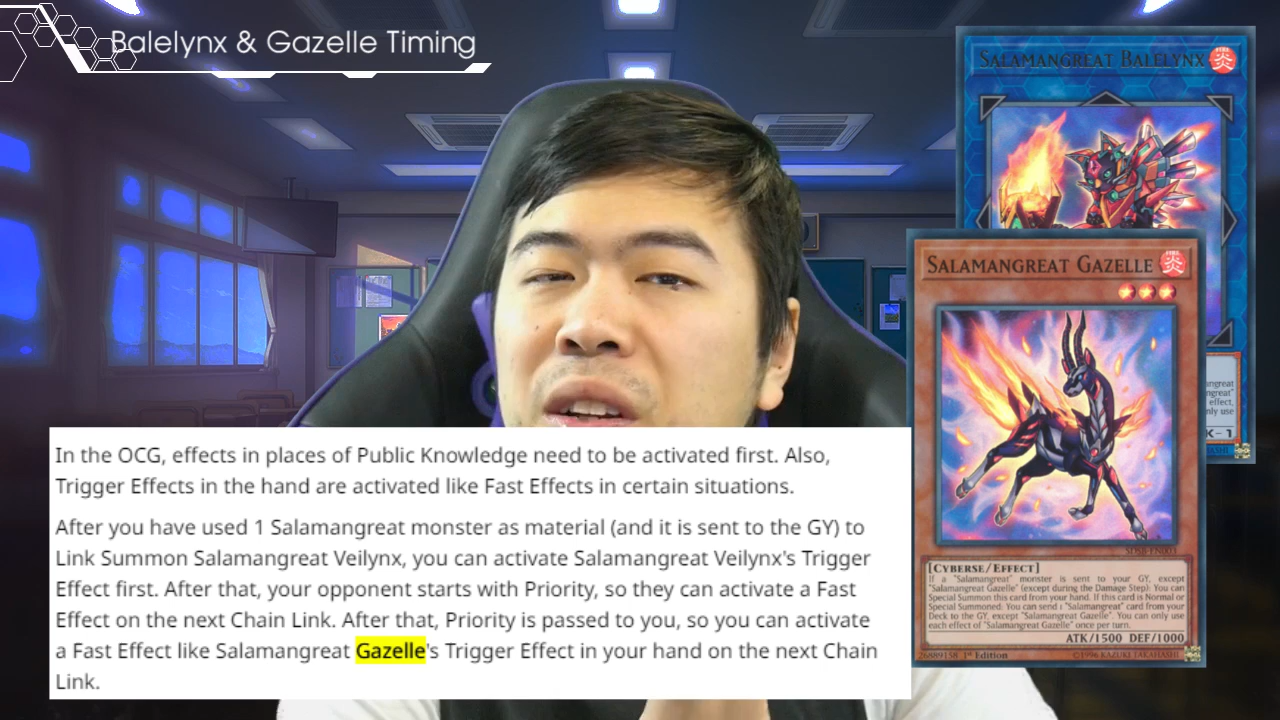 Balelynx & Gazelle Timing
SALAMANGREAT BALELYNX
SALAMANGREAT GAZELLE
In the OCG, effects in places of Public Knowledge need to be activated first. Also,
Trigger Effects in the hand are activated like Fast Effects in certain situations.
After you have used 1 Salamangreat monster as material (and it is sent to the GY) to
Link Summon Salamangreat Veilynx, you can activate Salamangreat Veilynx's Trigger
Effect first. After that, your opponent starts with Priority, so they can activate a Fast
Effect on the next Chain Link. After that, Priority is passed to you, so you can activate
a Fast Effect like Salamangreat Gazelle's Trigger Effect in your hand on the next Chain
Link.
[CYBERSE/EFFECT]
If a "Salamangreat" monster is sent to your GY, except
"Salamangreat Gazelle" (except during the Damage Step): You can
Special Summon this card from your hand. If this card is Normal or
Special Summoned: You can send 1 "Salamangreat" card from your
Deck to the GY, except "Salamangreat Gazelle". You can only use
each effect of "Salamangreat Gazelle" once per turn.
ATK/1500 DEF/1000
1st Edition
©1996 KAZUKI TAKAHASHI